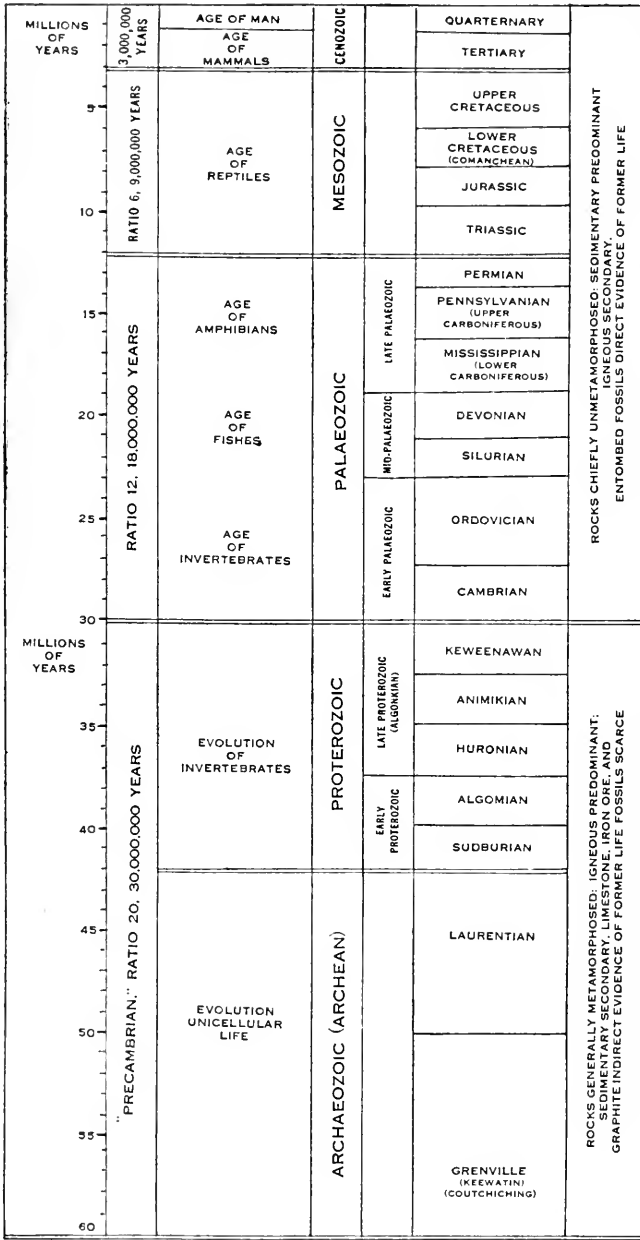 MILLIONS
OF
YEARS
3,000,000
YEARS
AGE OF MAN
AGE
OF
MAMMALS
CENOZOIC
QUARTERNARY
TERTIARY
5
10
RATIO 6, 9,000,000 YEARS
AGE
OF
REPTILES
MESOZOIC
UPPER
CRETACEOUS
LOWER
CRETACEOUS
(COMANCHEAN)
JURASSIC
TRIASSIC
15
20
25
30
RATIO 12, 18,000,000 YEARS
AGE
OF
AMPHIBIANS
AGE
OF
FISHES
AGE
OF
INVERTEBRATES
PALAEOZOIC
LATE PALAEOZOIC
MID-PALAEOZOIC
EARLY PALAEOZOIC
PERMIAN
PENNSYLVANIAN
(UPPER
CARBONIFEROUS)
MISSISSIPPIAN
(LOWER
CARBONIFEROUS)
DEVONIAN
SILURIAN
ORDOVICIAN
CAMBRIAN
ROCKS CHIEFLY UNMETAMORPHOSED: SEDIMENTARY PREDOMINANT
IGNEOUS SECONDARY.
ENTOMBED FOSSILS DIRECT EVIDENCE OF FORMER LIFE
MILLIONS
OF
YEARS
35
40
45
50
55
60
"PRECAMBRIAN." RATIO 20, 30,000,000 YEARS
EVOLUTION
OF
INVERTEBRATES
EVOLUTION
UNICELLULAR
LIFE
PROTEROZOIC
ARCHAEOZOIC (ARCHEAN)
LATE PROTEROZOIC
(ALGONKIAN)
EARLY
PROTEROZOIC
KEWEENAWAN
ANIMIKIAN
HURONIAN
ALGOMIAN
SUDBURIAN
LAURENTIAN
GRENVILLE
(KEEWATIN)
(COUTCHICHING)
ROCKS GENERALLY METAMORPHOSED: IGNEOUS PREDOMINANT;
SEDIMENTARY SECONDARY. LIMESTONE, IRON ORE, AND
GRAPHITE INDIRECT EVIDENCE OF FORMER LIFE FOSSILS SCARCE